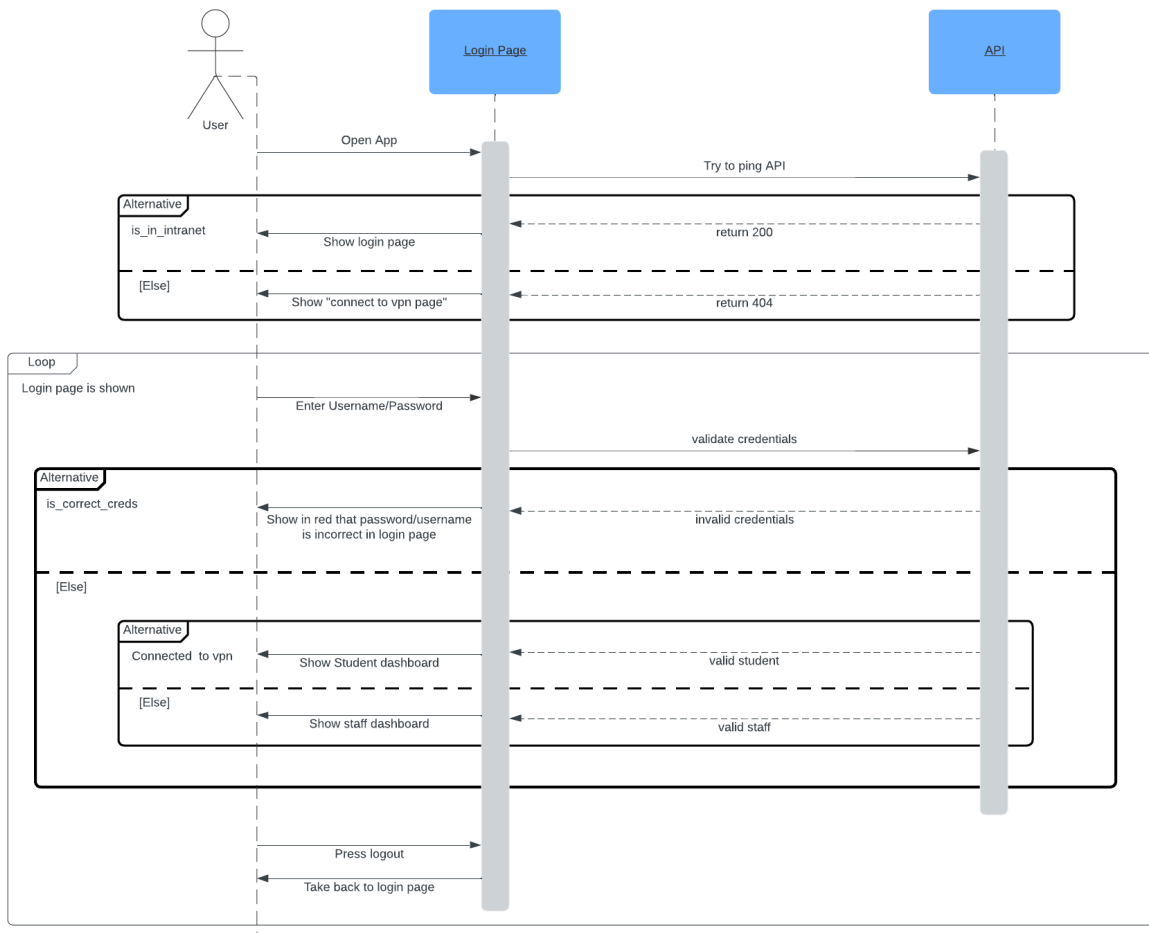 Login Page
API
User
Open App
Try to ping API
Alternative
is_in_intranet
return 200
Show login page
[Else]
Show "connect to vpn page"
return 404
Loop
Login page is shown
Enter Username/Password
validate credentials
Alternative
is_correct_creds
Show in red that password/username
is incorrect in login page
invalid credentials
[Else]
Alternative
Connected  to vpn
Show Student dashboard
valid student
[Else]
Show staff dashboard
valid staff
Press logout
Take back to login page